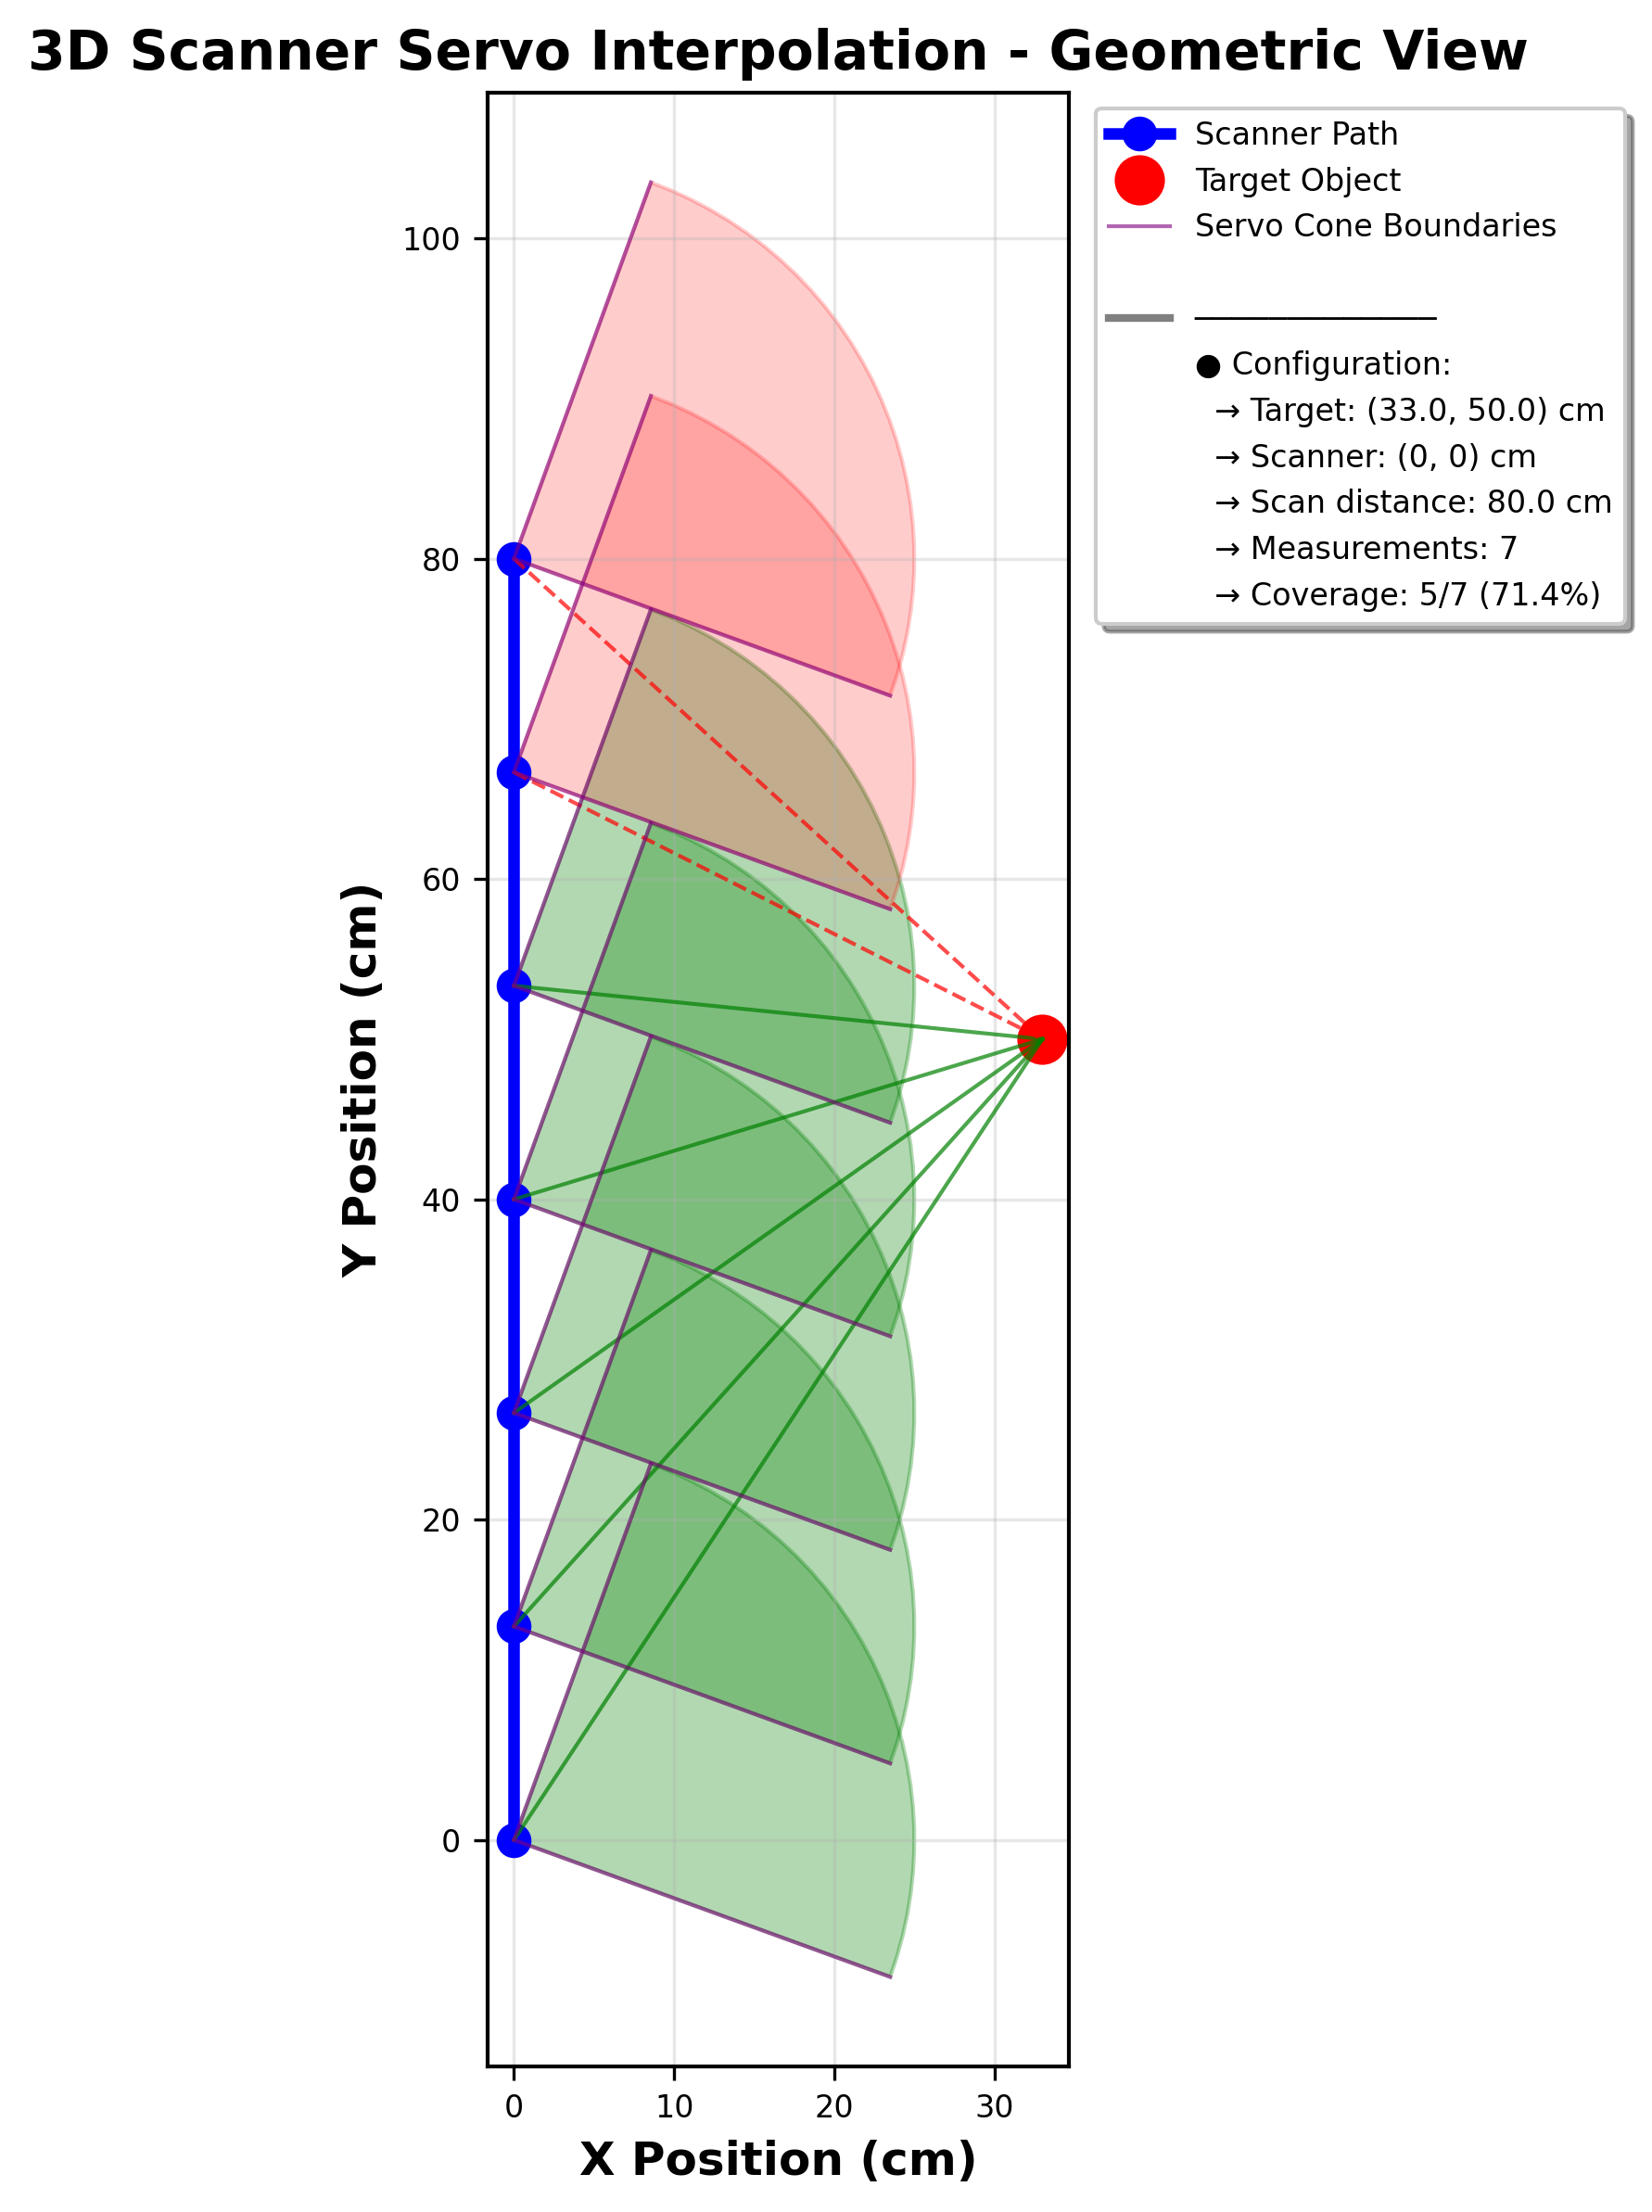 3D Scanner Servo Interpolation - Geometric View
Scanner Path
Target Object
Servo Cone Boundaries
───────────────
● Configuration:
→ Target: (33.0, 50.0) cm
→ Scanner: (0, 0) cm
→ Scan distance: 80.0 cm
→ Measurements: 7
→ Coverage: 5/7 (71.4%)
Y Position (cm)
100
80
60
40
20
0
0 10 20 30
X Position (cm)